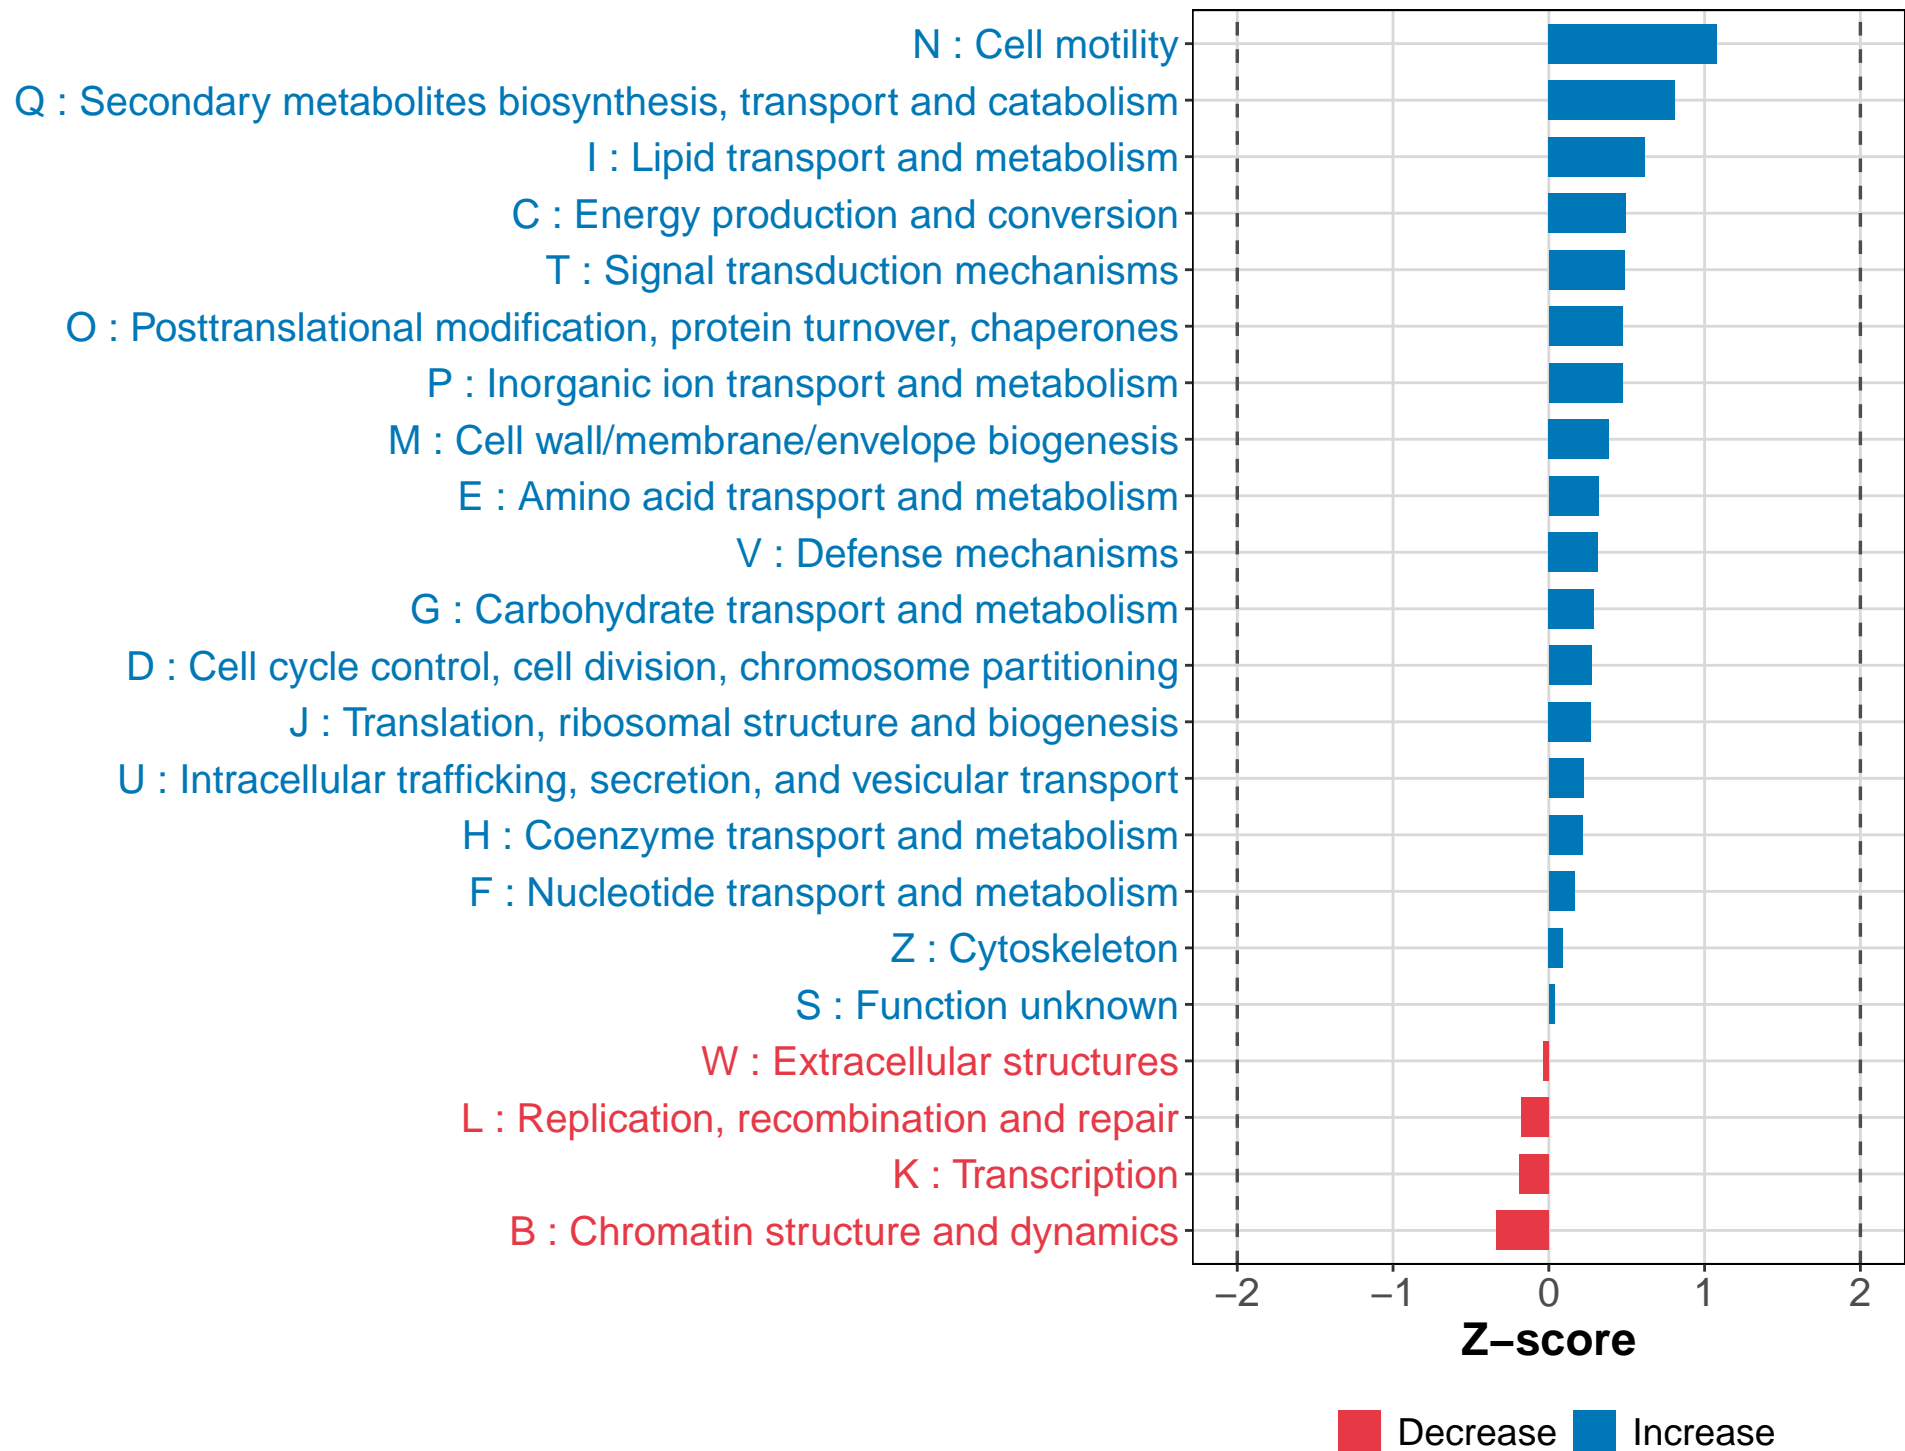 N : Cell motility
Q : Secondary metabolites biosynthesis, transport and catabolism
I : Lipid transport and metabolism
C : Energy production and conversion
T : Signal transduction mechanisms
O : Posttranslational modification, protein turnover, chaperones
P : Inorganic ion transport and metabolism
M : Cell wall/membrane/envelope biogenesis
E : Amino acid transport and metabolism
V : Defense mechanisms
G : Carbohydrate transport and metabolism
D : Cell cycle control, cell division, chromosome partitioning
J : Translation, ribosomal structure and biogenesis
U : Intracellular trafficking, secretion, and vesicular transport
H : Coenzyme transport and metabolism
F : Nucleotide transport and metabolism
Z : Cytoskeleton
S : Function unknown
W : Extracellular structures
L : Replication, recombination and repair
K : Transcription
B : Chromatin structure and dynamics
−2 −1 0 1 2
Z−score
Decrease Increase